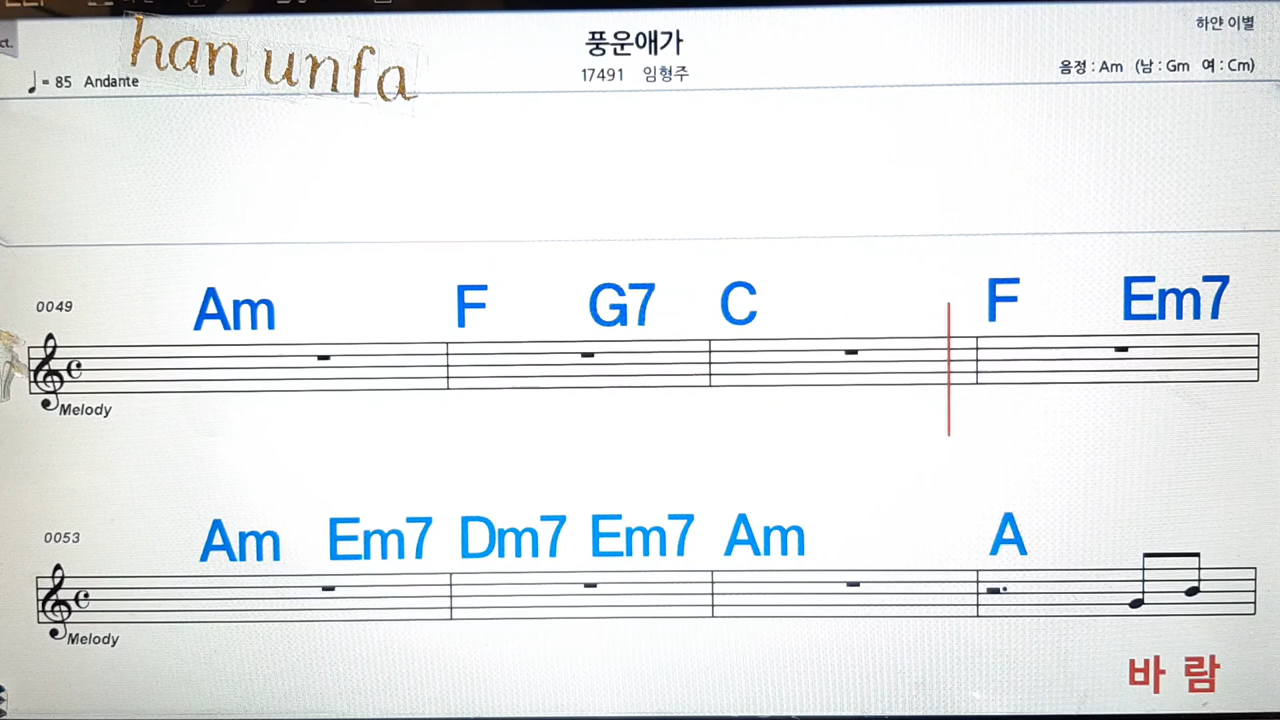 ct.
han unfa
풍운애가
하얀 이별
= 85 Andante
17491 임형주
음정 : Am (남 : Gm 여 : Cm)
0049
Am F G7 C F Em7
Melody
0053
Am Em7 Dm7 Em7 Am A
Melody
바 람